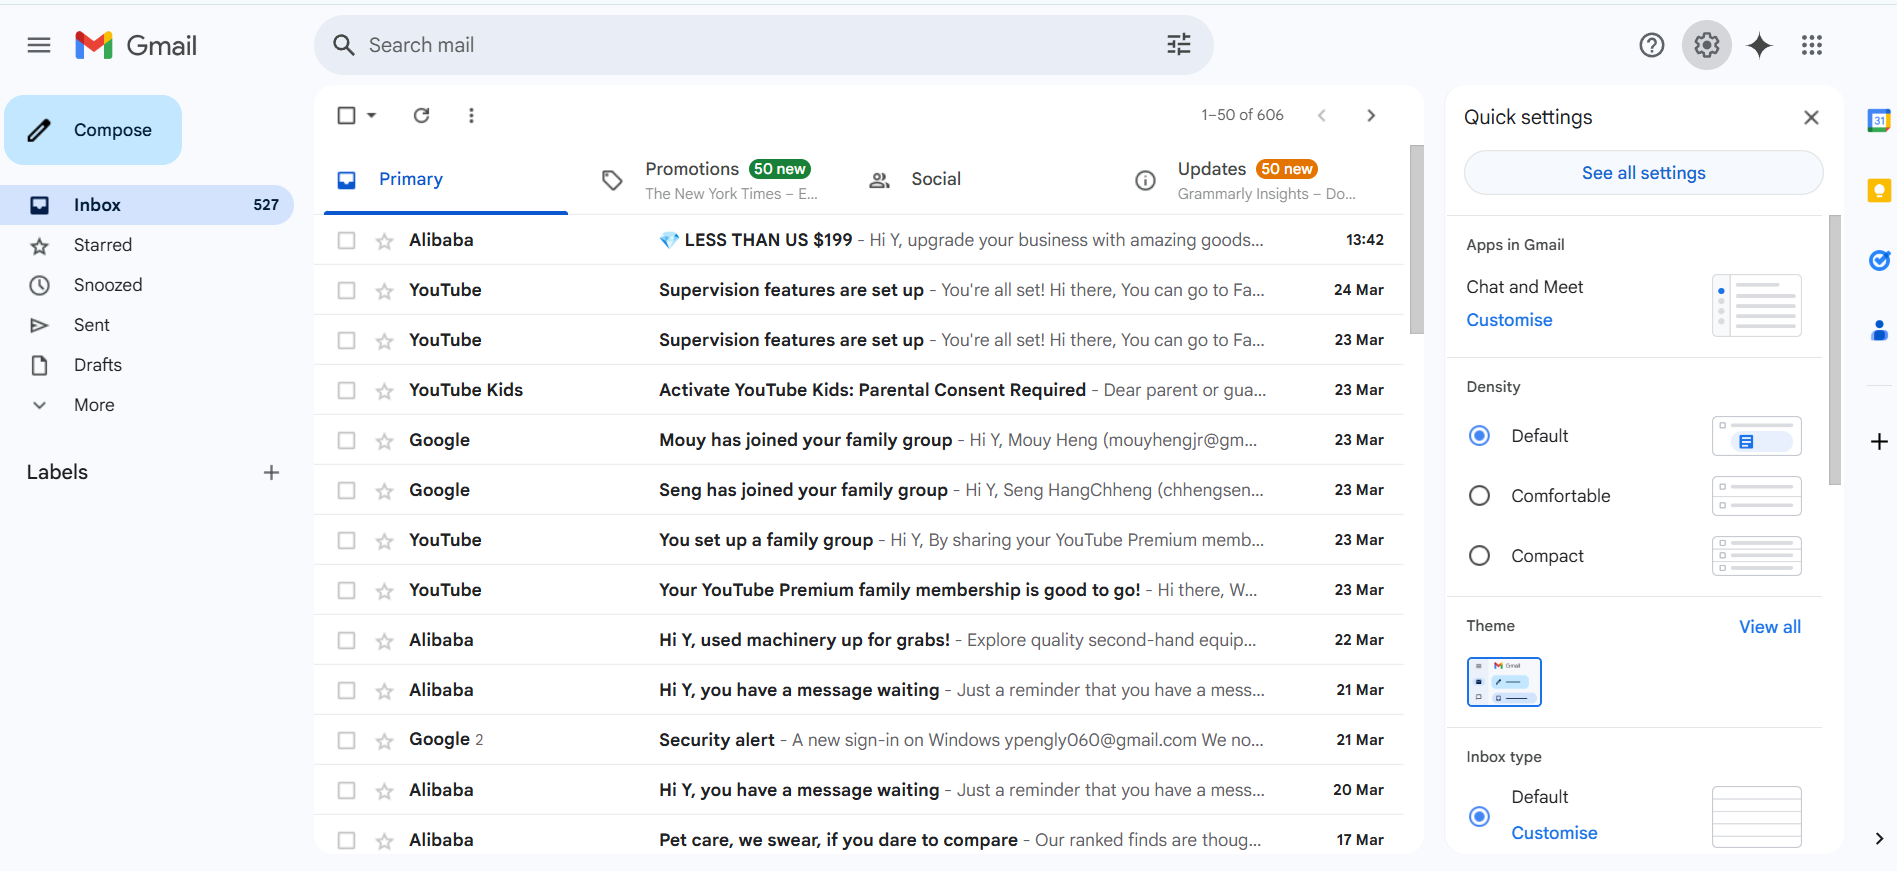 Gmail
Search mail
Compose
Inbox 527
Starred
Snoozed
Sent
Drafts
More
Labels
1–50 of 606
Primary
Promotions 50 new
The New York Times – E...
Social
Updates 50 new
Grammarly Insights – Do...
Alibaba 💎 LESS THAN US $199 - Hi Y, upgrade your business with amazing goods... 13:42
YouTube Supervision features are set up - You're all set! Hi there, You can go to Fa... 24 Mar
YouTube Supervision features are set up - You're all set! Hi there, You can go to Fa... 23 Mar
YouTube Kids Activate YouTube Kids: Parental Consent Required - Dear parent or gua... 23 Mar
Google Mouy has joined your family group - Hi Y, Mouy Heng (mouyhengjr@gm... 23 Mar
Google Seng has joined your family group - Hi Y, Seng HangChheng (chhengsen... 23 Mar
YouTube You set up a family group - Hi Y, By sharing your YouTube Premium memb... 23 Mar
YouTube Your YouTube Premium family membership is good to go! - Hi there, W... 23 Mar
Alibaba Hi Y, used machinery up for grabs! - Explore quality second-hand equip... 22 Mar
Alibaba Hi Y, you have a message waiting - Just a reminder that you have a mess... 21 Mar
Google 2 Security alert - A new sign-in on Windows ypengly060@gmail.com We no... 21 Mar
Alibaba Hi Y, you have a message waiting - Just a reminder that you have a mess... 20 Mar
Alibaba Pet care, we swear, if you dare to compare - Our ranked finds are thoug... 17 Mar
Quick settings
See all settings
Apps in Gmail
Chat and Meet
Customise
Density
Default
Comfortable
Compact
Theme View all
Gmail
Inbox type
Default
Customise
31